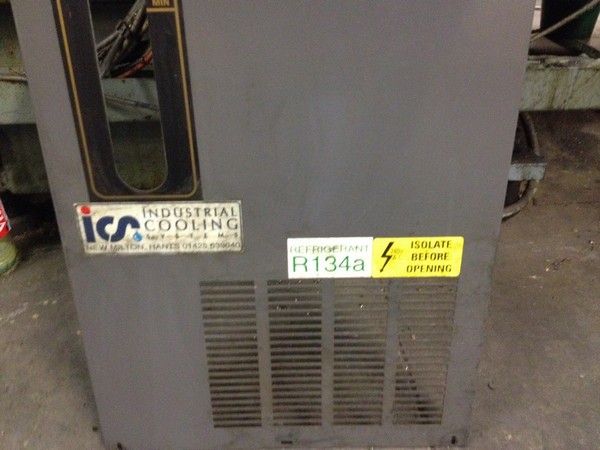 MIN
ics INDUSTRIAL
COOLING
SYSTEMS
NEW MILTON, HANTS 01425 639040
REFRIGERANT
R134a
ISOLATE
BEFORE
OPENING